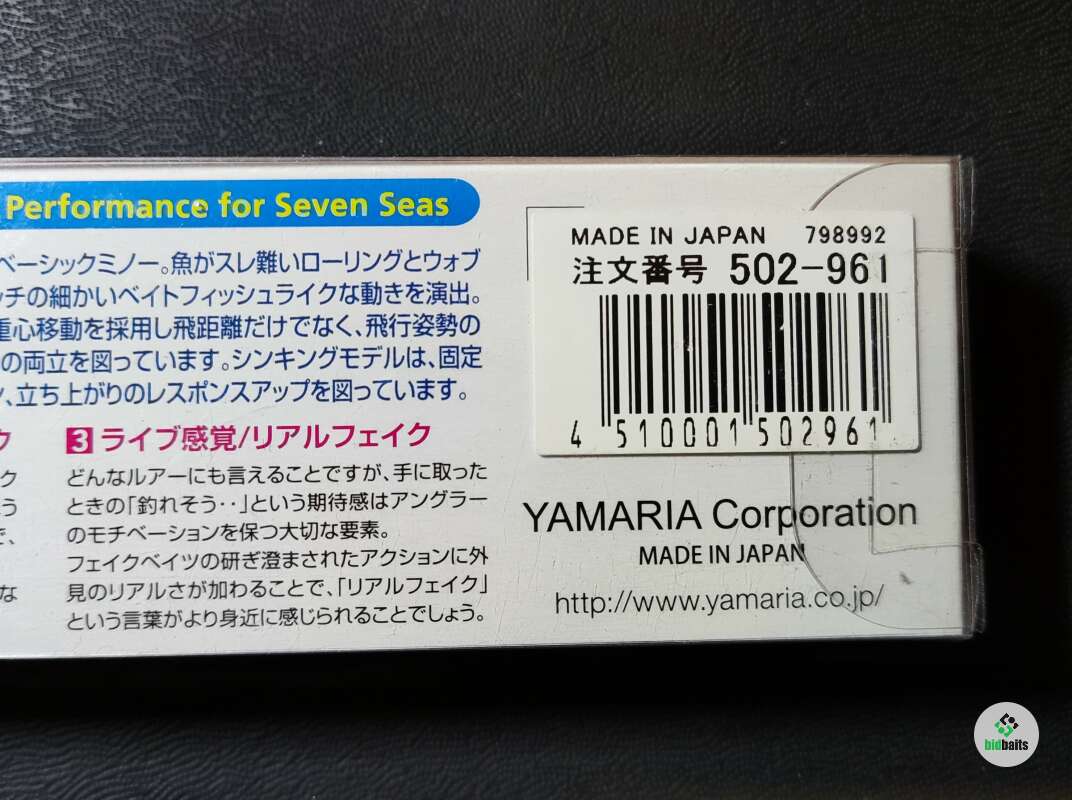 Performance for Seven Seas
ベーシックミノー。魚がスレ難いローリングとウォブ
ッチの細かいベイトフィッシュライクな動きを演出。
重心移動を採用し飛距離だけでなく、飛行姿勢の
の両立を図っています。シンキングモデルは、固定
、立ち上がりのレスポンスアップを図っています。
ク
ク
う
で、
な
3 ライブ感覚/リアルフェイク
どんなルアーにも言えることですが、手に取った
ときの「釣れそう・・」という期待感はアングラー
のモチベーションを保つ大切な要素。
フェイクベイツの研ぎ澄まされたアクションに外
見のリアルさが加わることで、「リアルフェイク」
という言葉がより身近に感じられることでしょう。
MADE IN JAPAN 798992
注文番号 502-961
4 510001 502961
YAMARIA Corporation
MADE IN JAPAN
http://www.yamaria.co.jp/
bidbaits